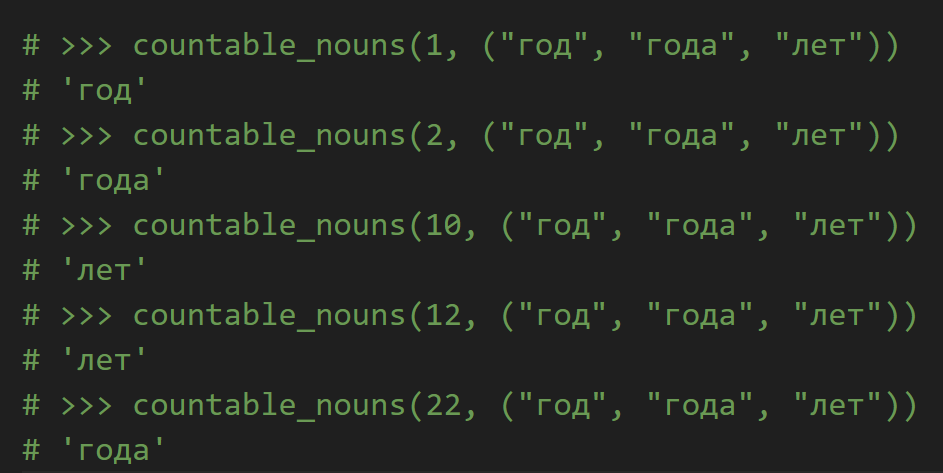 # >>> countable_nouns(1, ("год", "года", "лет"))
# 'год'
# >>> countable_nouns(2, ("год", "года", "лет"))
# 'года'
# >>> countable_nouns(10, ("год", "года", "лет"))
# 'лет'
# >>> countable_nouns(12, ("год", "года", "лет"))
# 'лет'
# >>> countable_nouns(22, ("год", "года", "лет"))
# 'года'